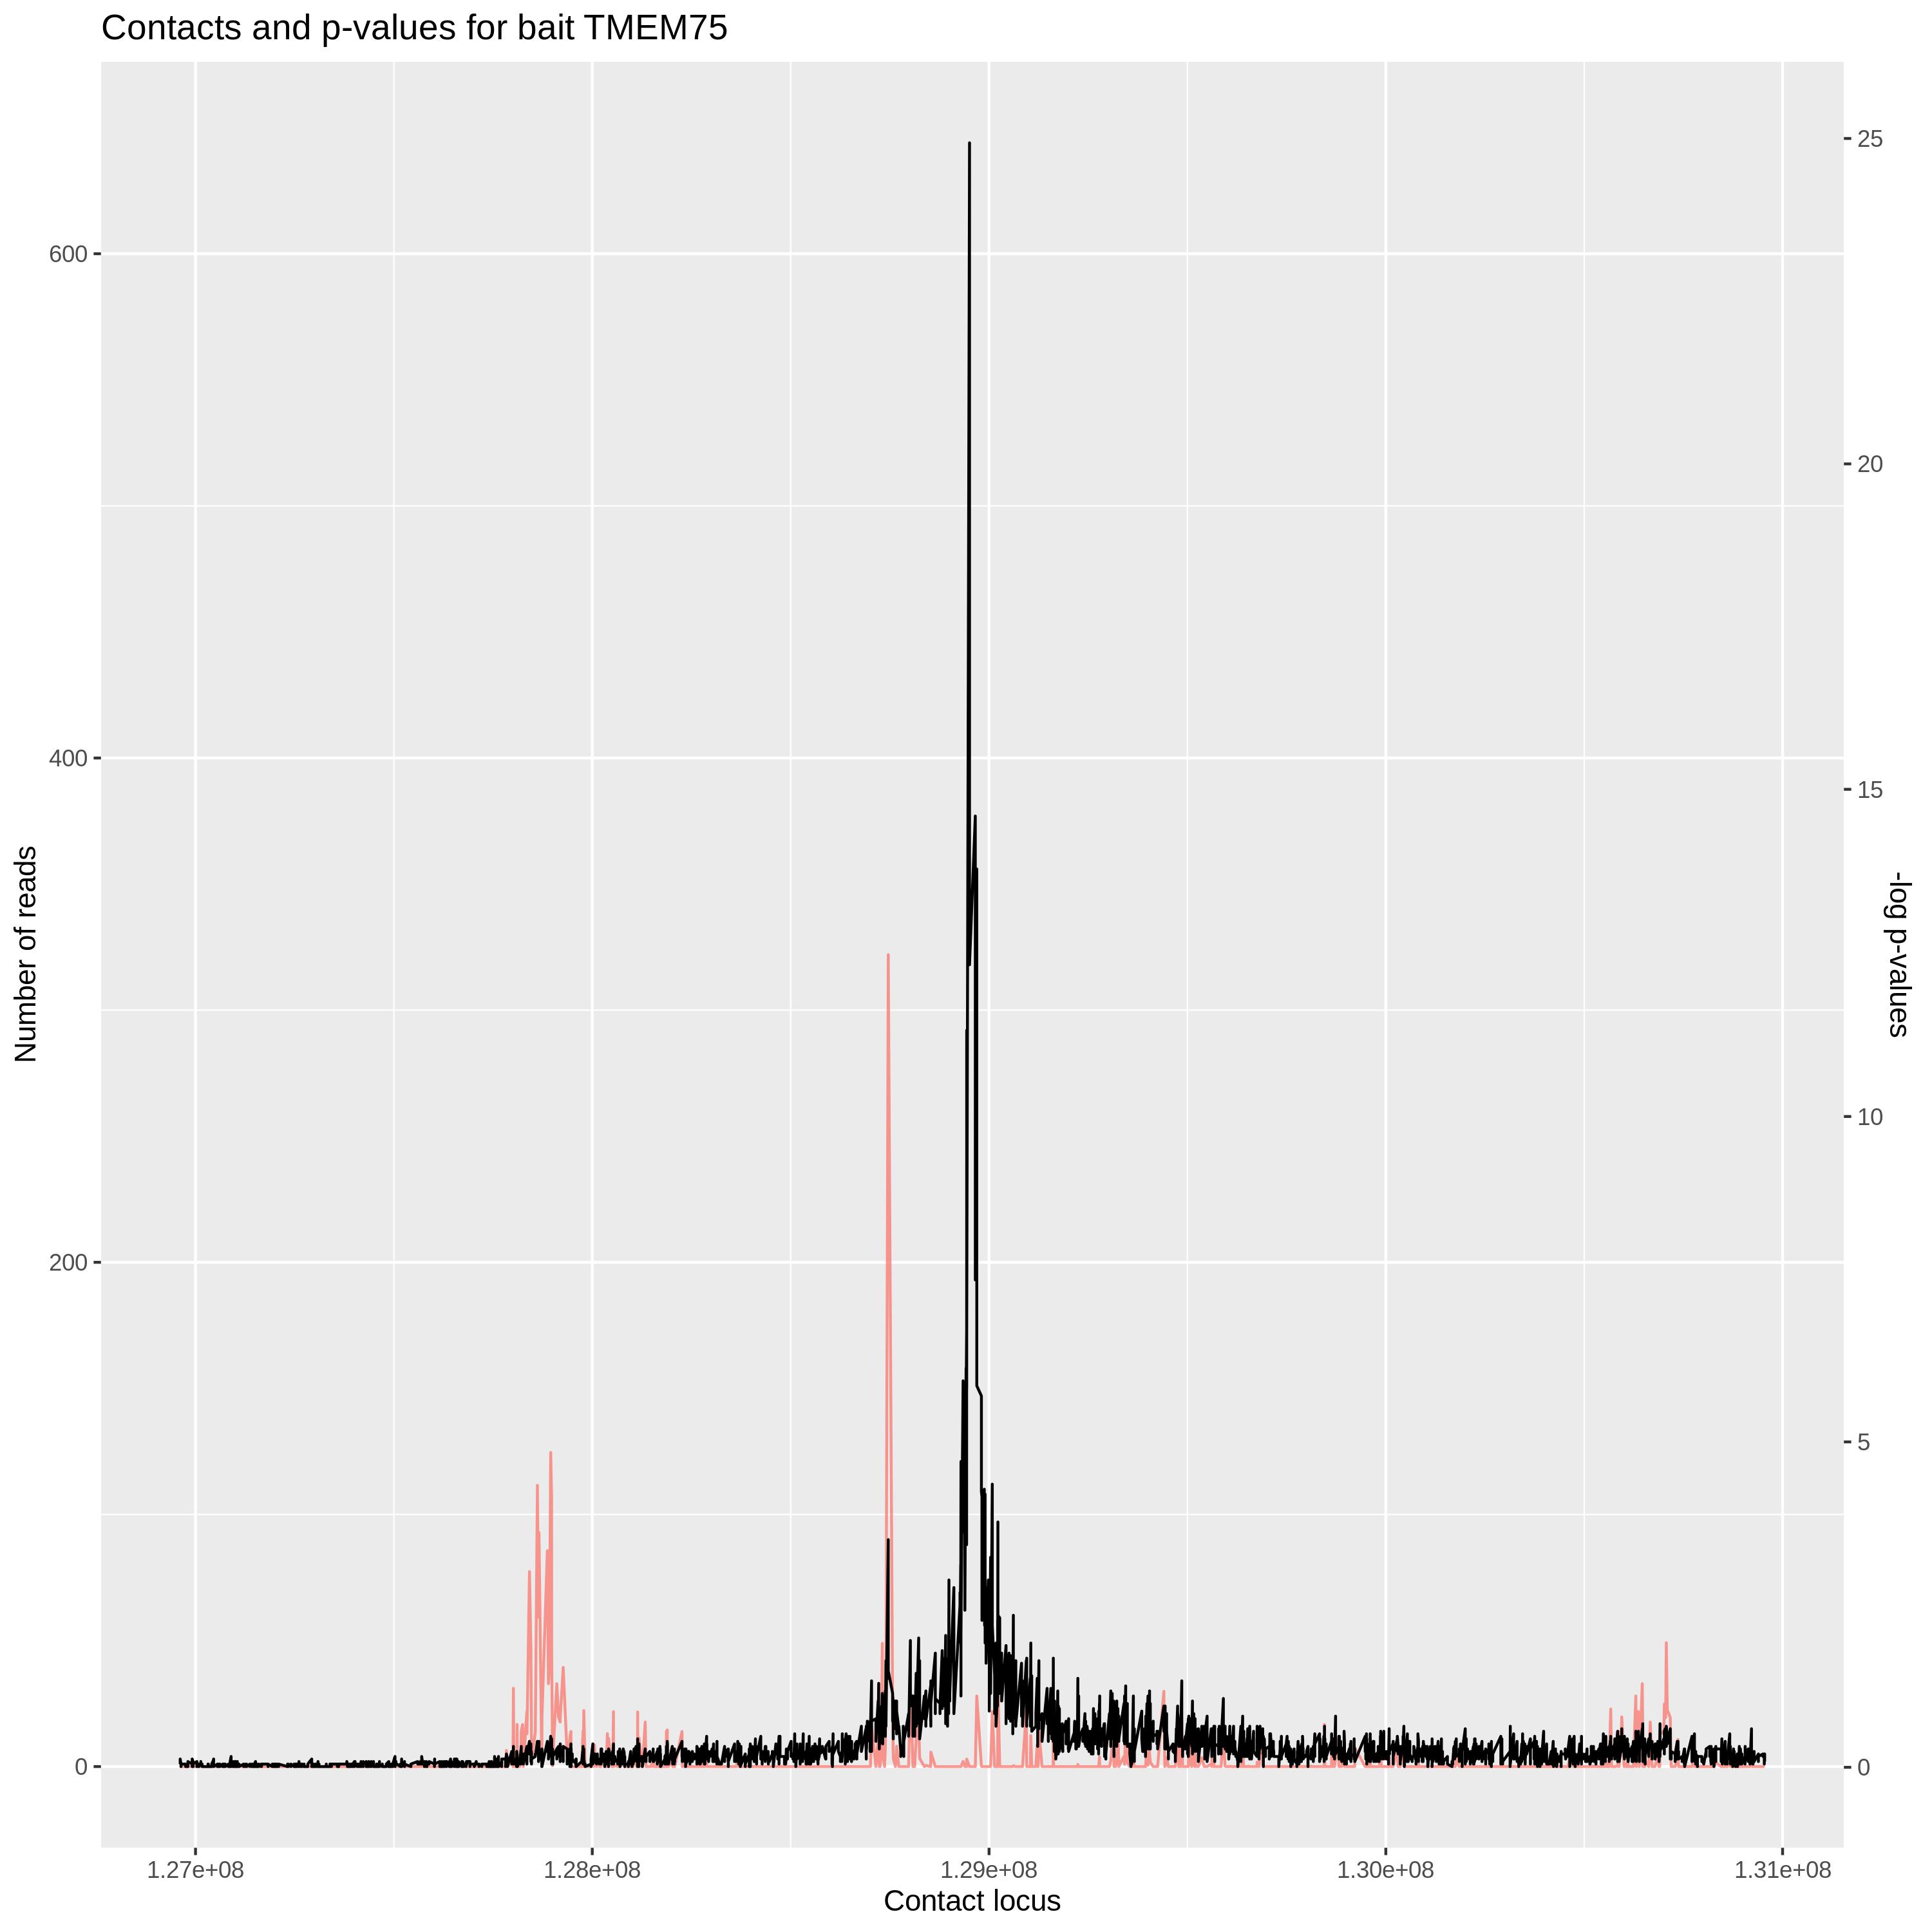 Contacts and p-values for bait TMEM75
600
400
200
0
Number of reads
25
20
15
10
5
0
-log p-values
1.27e+08 1.28e+08 1.29e+08 1.30e+08 1.31e+08
Contact locus